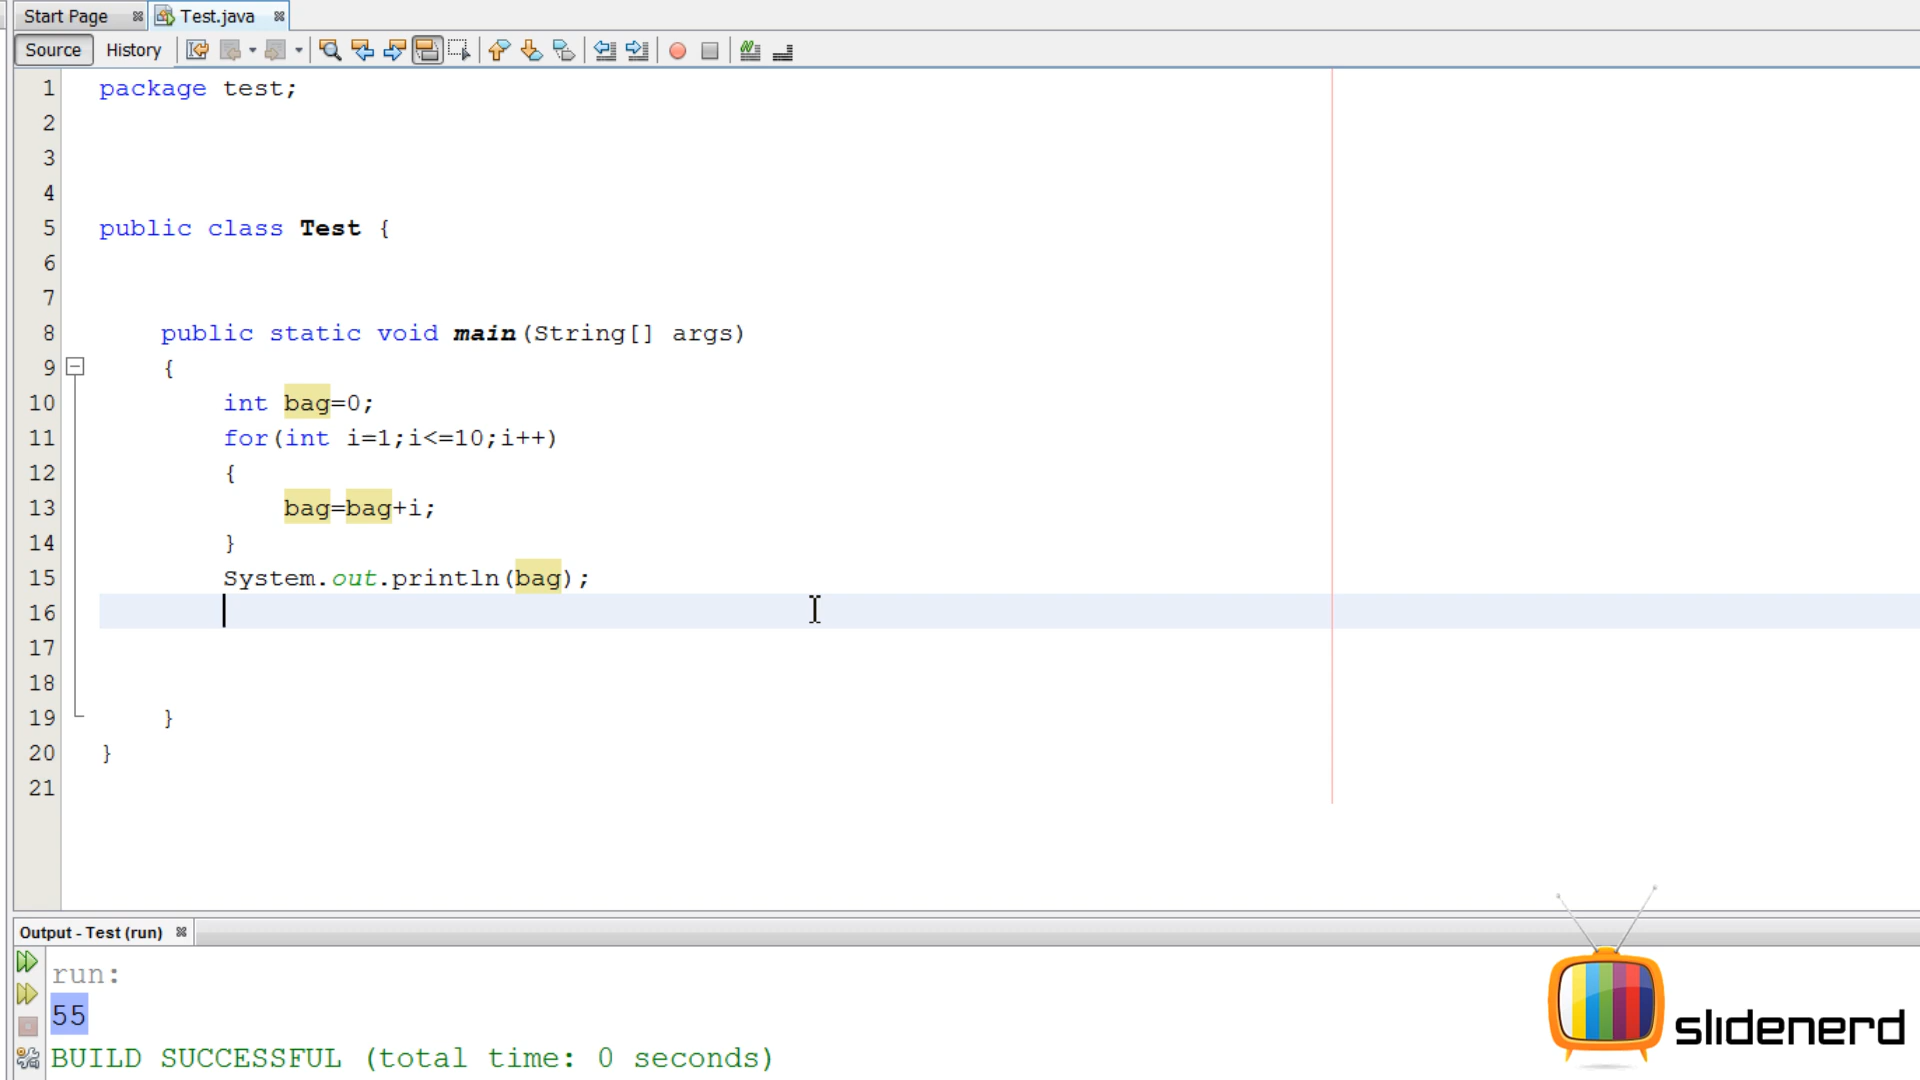 Start Page Test.java
Source History
1 package test;
2
3
4
5 public class Test {
6
7
8 public static void main(String[] args)
9 {
10 int bag=0;
11 for(int i=1;i<=10;i++)
12 {
13 bag=bag+i;
14 }
15 System.out.println(bag);
16
17
18
19 }
20 }
21
Output - Test (run)
run:
55
BUILD SUCCESSFUL (total time: 0 seconds)
slidenerd